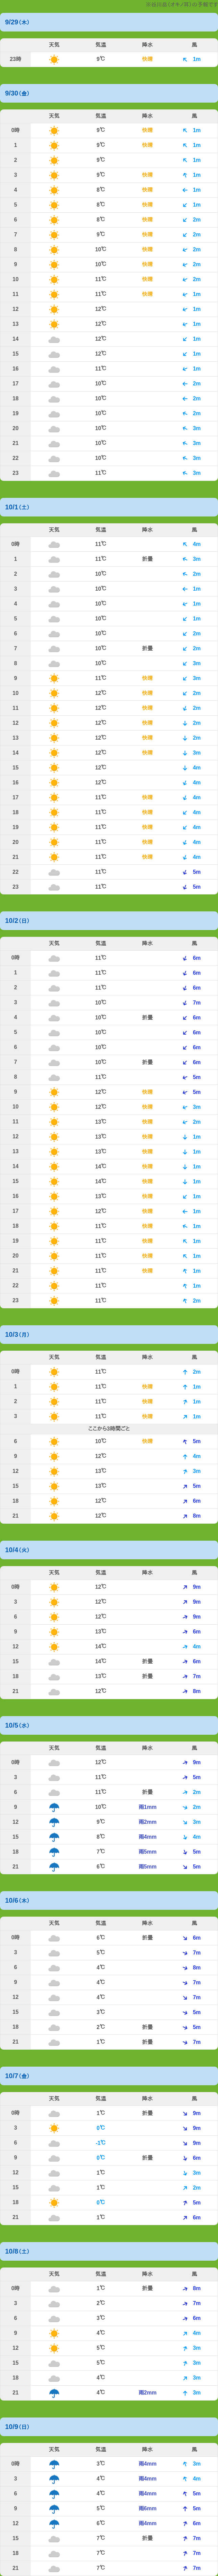 ※谷川岳（オキノ耳）の予報です
9/29（木）
天気 気温 降水 風
23時 9℃ 快晴 1m
9/30（金）
天気 気温 降水 風
0時 9℃ 快晴 1m
1 9℃ 快晴 1m
2 9℃ 1m
3 9℃ 快晴 1m
4 8℃ 快晴 1m
5 8℃ 快晴 1m
6 8℃ 快晴 2m
7 9℃ 快晴 2m
8 10℃ 快晴 2m
9 10℃ 快晴 2m
10 11℃ 快晴 2m
11 11℃ 快晴 1m
12 12℃ 1m
13 12℃ 1m
14 12℃ 1m
15 12℃ 1m
16 11℃ 1m
17 10℃ 2m
18 10℃ 2m
19 10℃ 2m
20 10℃ 3m
21 10℃ 3m
22 10℃ 3m
23 11℃ 3m
10/1（土）
天気 気温 降水 風
0時 11℃ 4m
1 11℃ 折畳 3m
2 10℃ 2m
3 10℃ 1m
4 10℃ 1m
5 10℃ 1m
6 10℃ 2m
7 10℃ 折畳 2m
8 10℃ 3m
9 11℃ 快晴 3m
10 12℃ 快晴 2m
11 12℃ 快晴 2m
12 12℃ 快晴 2m
13 12℃ 快晴 2m
14 12℃ 快晴 3m
15 12℃ 4m
16 12℃ 4m
17 11℃ 快晴 4m
18 11℃ 快晴 4m
19 11℃ 快晴 4m
20 11℃ 快晴 4m
21 11℃ 快晴 4m
22 11℃ 5m
23 11℃ 5m
10/2（日）
天気 気温 降水 風
0時 11℃ 6m
1 11℃ 6m
2 11℃ 6m
3 10℃ 7m
4 10℃ 折畳 6m
5 10℃ 6m
6 10℃ 6m
7 10℃ 折畳 6m
8 11℃ 5m
9 12℃ 快晴 5m
10 12℃ 快晴 3m
11 13℃ 快晴 2m
12 13℃ 快晴 1m
13 13℃ 快晴 1m
14 14℃ 快晴 1m
15 14℃ 快晴 1m
16 13℃ 快晴 1m
17 12℃ 快晴 1m
18 11℃ 快晴 1m
19 11℃ 快晴 1m
20 11℃ 快晴 1m
21 11℃ 快晴 1m
22 11℃ 1m
23 11℃ 2m
10/3（月）
天気 気温 降水 風
0時 11℃ 2m
1 11℃ 快晴 1m
2 11℃ 快晴 1m
3 11℃ 快晴 1m
ここから3時間ごと
6 10℃ 快晴 5m
9 12℃ 4m
12 13℃ 3m
15 13℃ 5m
18 12℃ 6m
21 12℃ 8m
10/4（火）
天気 気温 降水 風
0時 12℃ 9m
3 12℃ 9m
6 12℃ 9m
9 13℃ 6m
12 14℃ 4m
15 14℃ 折畳 6m
18 13℃ 折畳 7m
21 12℃ 8m
10/5（水）
天気 気温 降水 風
0時 12℃ 9m
3 11℃ 5m
6 11℃ 折畳 2m
9 10℃ 雨1mm 2m
12 9℃ 雨2mm 3m
15 8℃ 雨4mm 4m
18 7℃ 雨5mm 5m
21 6℃ 雨5mm 5m
10/6（木）
天気 気温 降水 風
0時 6℃ 折畳 6m
3 5℃ 7m
6 4℃ 8m
9 4℃ 7m
12 4℃ 7m
15 3℃ 5m
18 2℃ 折畳 5m
21 1℃ 折畳 7m
10/7（金）
天気 気温 降水 風
0時 1℃ 折畳 9m
3 0℃ 9m
6 -1℃ 9m
9 0℃ 折畳 6m
12 1℃ 3m
15 1℃ 2m
18 0℃ 5m
21 1℃ 6m
10/8（土）
天気 気温 降水 風
0時 1℃ 折畳 8m
3 2℃ 7m
6 3℃ 6m
9 4℃ 4m
12 5℃ 3m
15 5℃ 3m
18 4℃ 3m
21 4℃ 雨2mm 3m
10/9（日）
天気 気温 降水 風
0時 3℃ 雨4mm 3m
3 4℃ 雨4mm 4m
6 4℃ 雨4mm 5m
9 5℃ 雨6mm 5m
12 6℃ 雨4mm 6m
15 7℃ 折畳 7m
18 7℃ 7m
21 7℃ 7m